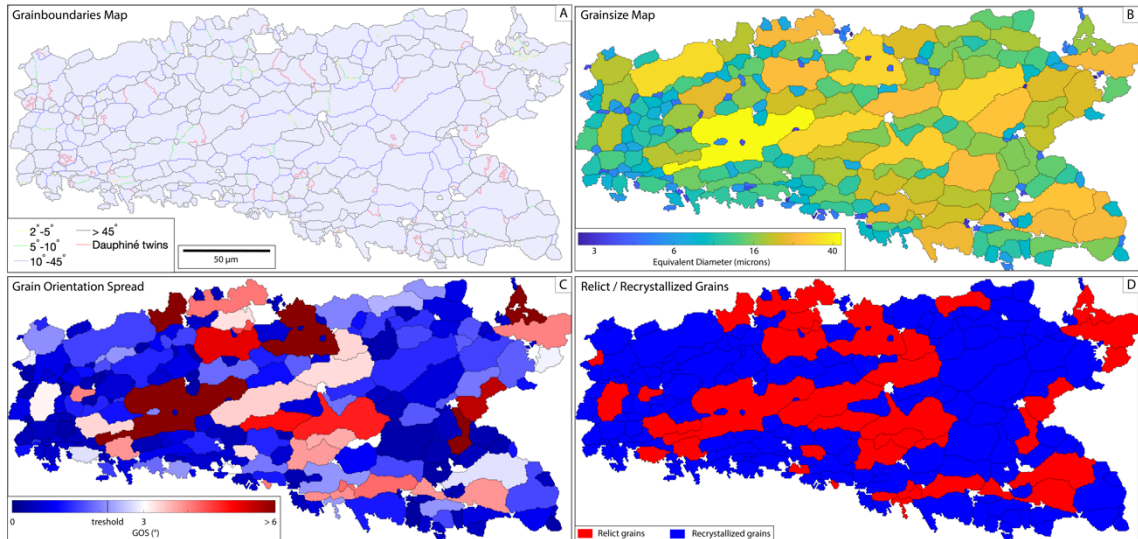 Grainboundaries Map
A
2°-5°
> 45°
5°-10°
Dauphiné twins
10°-45°
50 µm
Grainsize Map
B
3
6
16
40
Equivalent Diameter (microns)
Grain Orientation Spread
C
0
treshold
3
> 6
GOS (°)
Relict / Recrystallized Grains
D
Relict grains
Recrystallized grains